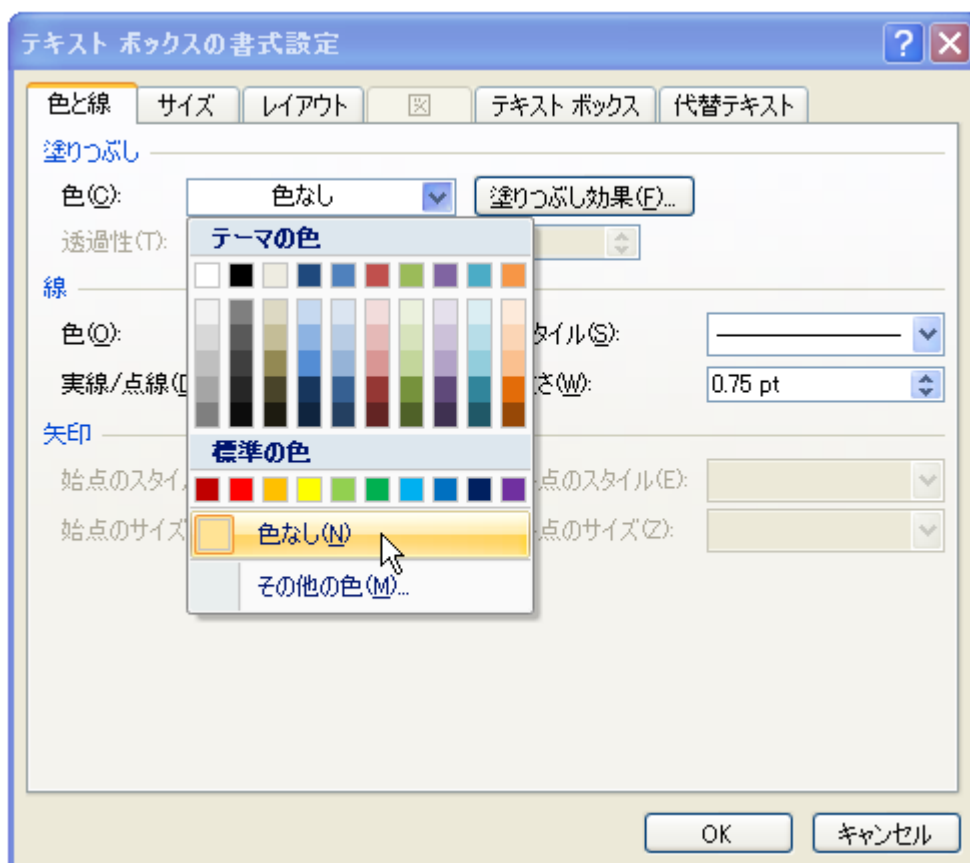 テキスト ボックスの書式設定
色と線 サイズ レイアウト 図 テキスト ボックス 代替テキスト
塗りつぶし
色(C): 色なし 塗りつぶし効果(F)...
透過性(T):
テーマの色
線
色(O): タイル(S):
実線/点線(D さ(W): 0.75 pt
矢印
標準の色
始点のスタイ 点のスタイル(E):
色なし(N)
始点のサイズ 点のサイズ(Z):
その他の色(M)...
OK キャンセル